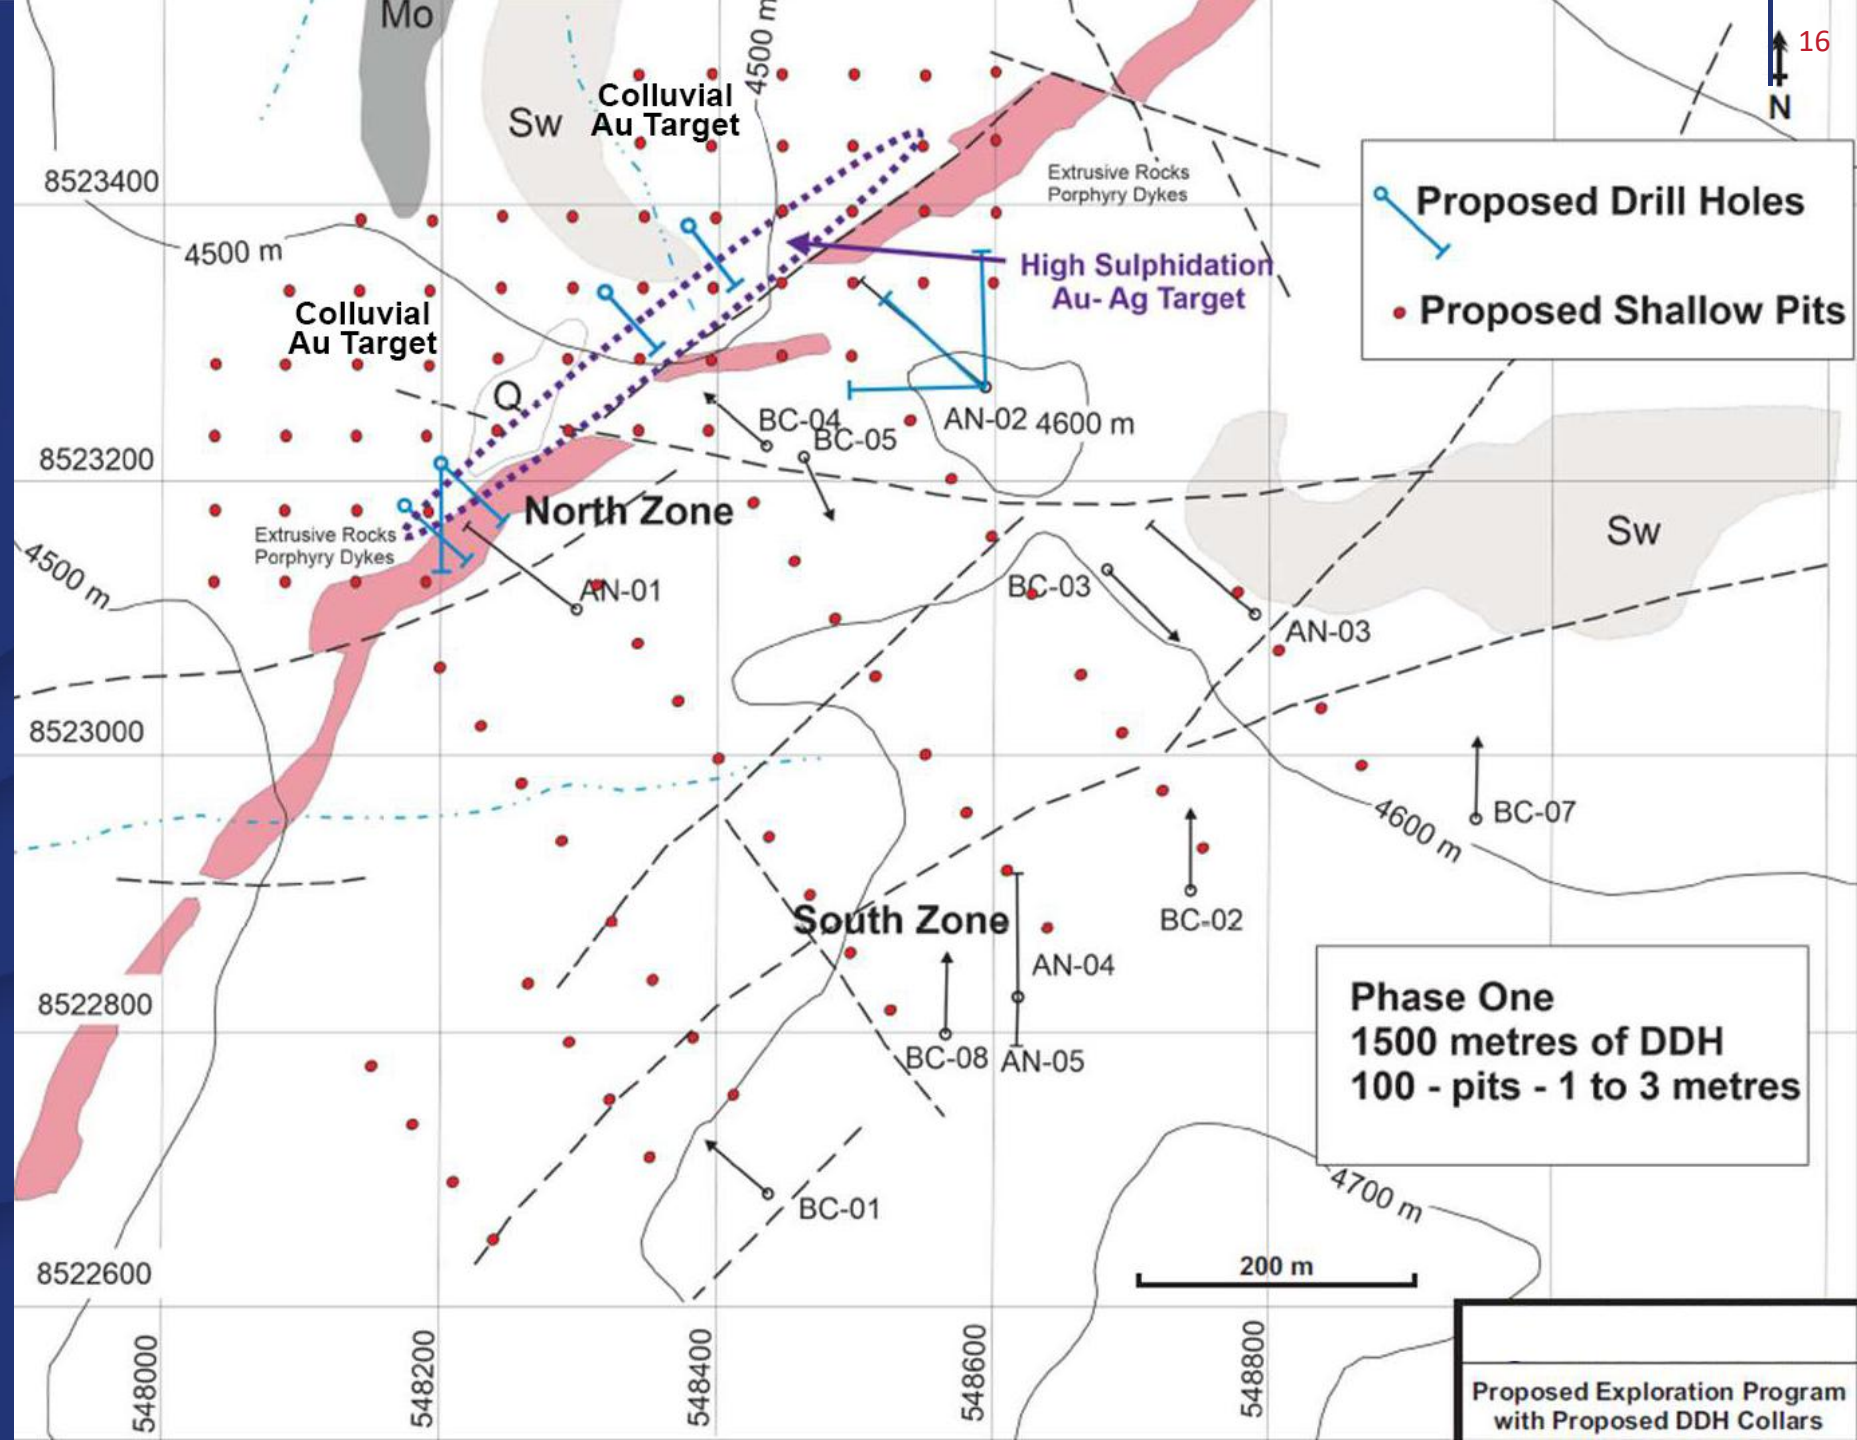 Mo
4500 m
16
N
Colluvial
Au Target
Sw
8523400
Extrusive Rocks
Porphyry Dykes
Proposed Drill Holes
4500 m
High Sulphidation
Au- Ag Target
Proposed Shallow Pits
Colluvial
Au Target
Q
BC-04
BC-05
AN-02
4600 m
8523200
North Zone
Sw
Extrusive Rocks
Porphyry Dykes
4500 m
AN-01
BC-03
AN-03
8523000
BC-07
4600 m
South Zone
BC-02
AN-04
8522800
Phase One
1500 metres of DDH
100 - pits - 1 to 3 metres
BC-08
AN-05
BC-01
4700 m
8522600
200 m
548000
548200
548400
548600
548800
Proposed Exploration Program
with Proposed DDH Collars